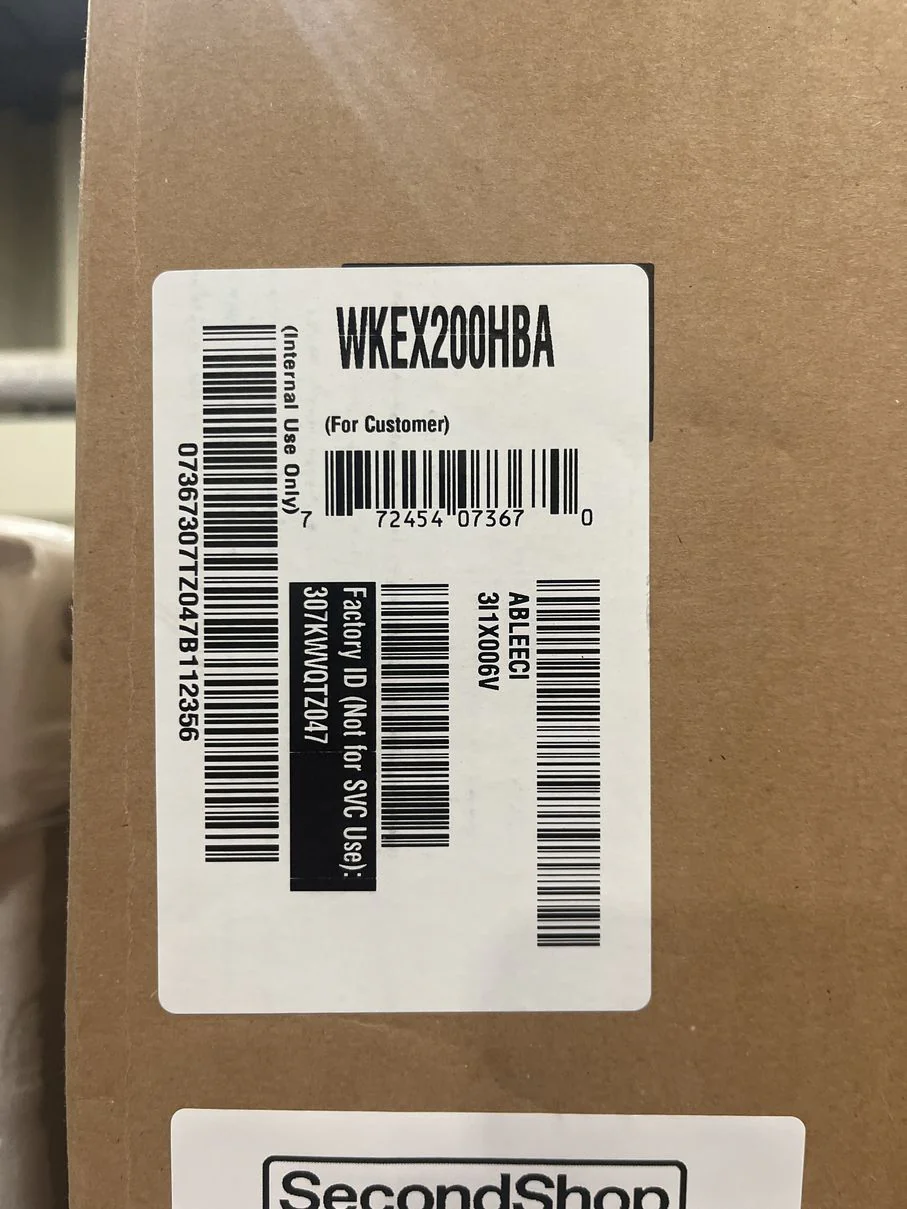 WKEX200HBA
(For Customer)
7 72454 07367 0
(Internal Use Only)
07367307TZ047B112356
Factory ID (Not for SVC Use):
307KWVQTZ047
ABLEECI
3I1X006V
SecondShop